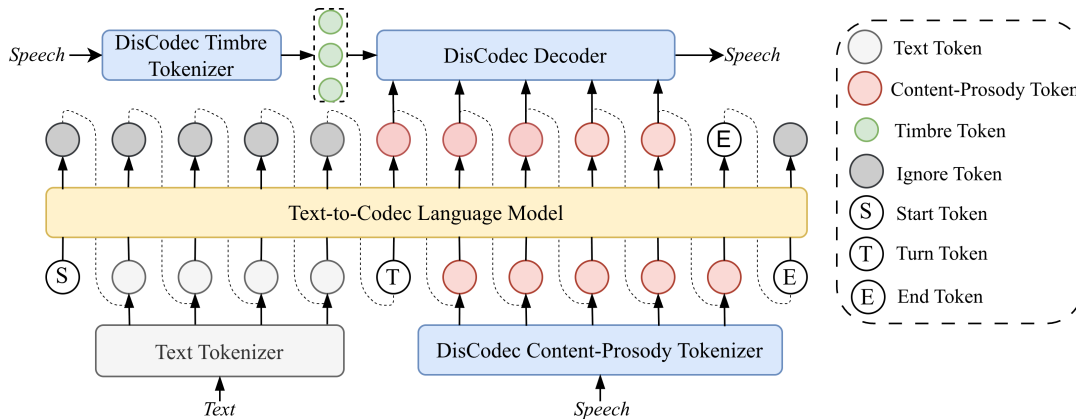 Speech
DisCodec Timbre
Tokenizer
DisCodec Decoder
Speech
E
Text-to-Codec Language Model
S
T
E
Text Tokenizer
DisCodec Content-Prosody Tokenizer
Text
Speech
Text Token
Content-Prosody Token
Timbre Token
Ignore Token
S Start Token
T Turn Token
E End Token